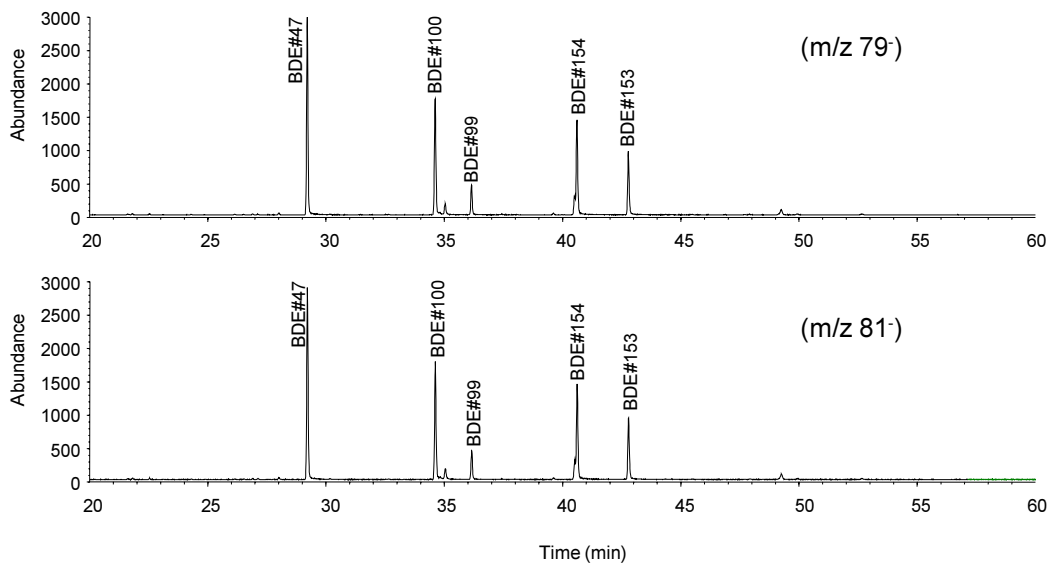 3000
2500
2000
1500
1000
500
0
Abundance
BDE#47
BDE#100
BDE#99
BDE#154
BDE#153
(m/z 79-)
20 25 30 35 40 45 50 55 60
3000
2500
2000
1500
1000
500
0
Abundance
BDE#47
BDE#100
BDE#99
BDE#154
BDE#153
(m/z 81-)
20 25 30 35 40 45 50 55 60
Time (min)